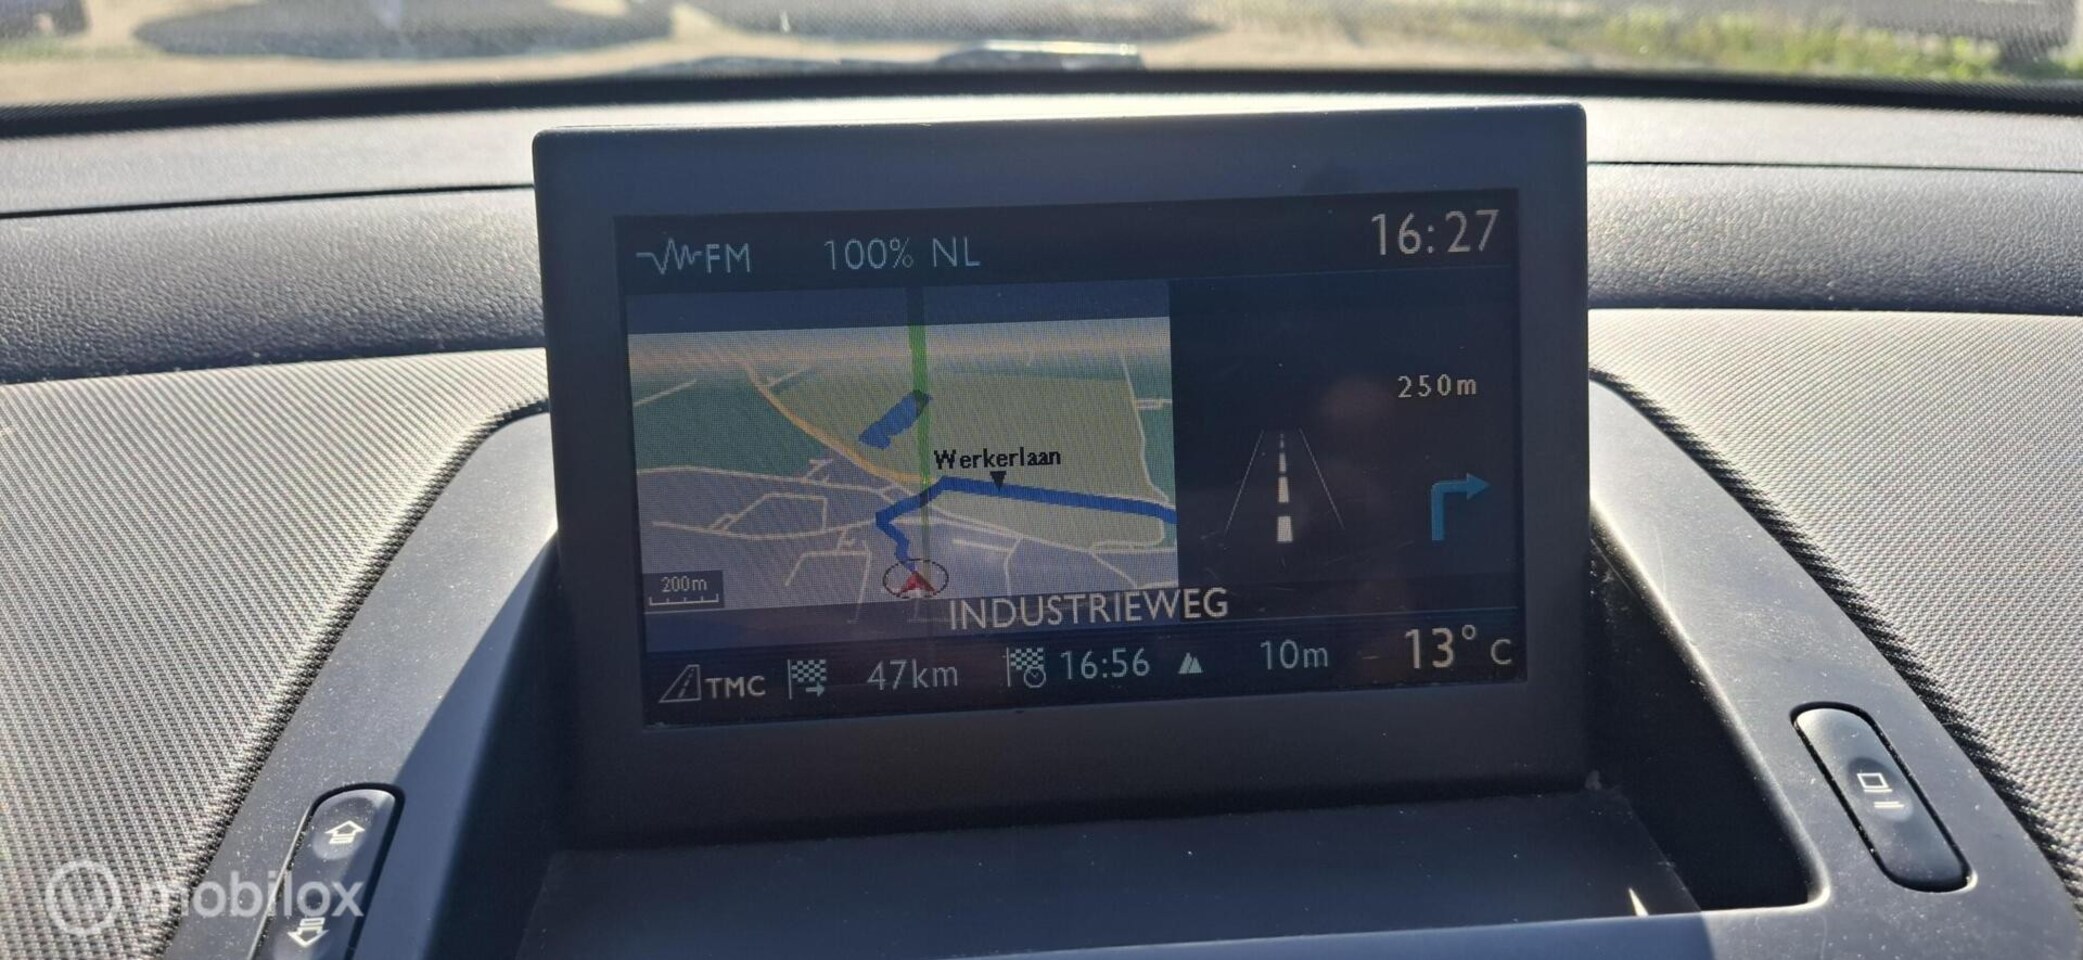 FM 100% NL 16:27
250m
Werkerlaan
200m
INDUSTRIEWEG
TMC 47km 16:56 10m 13° C
mobilox